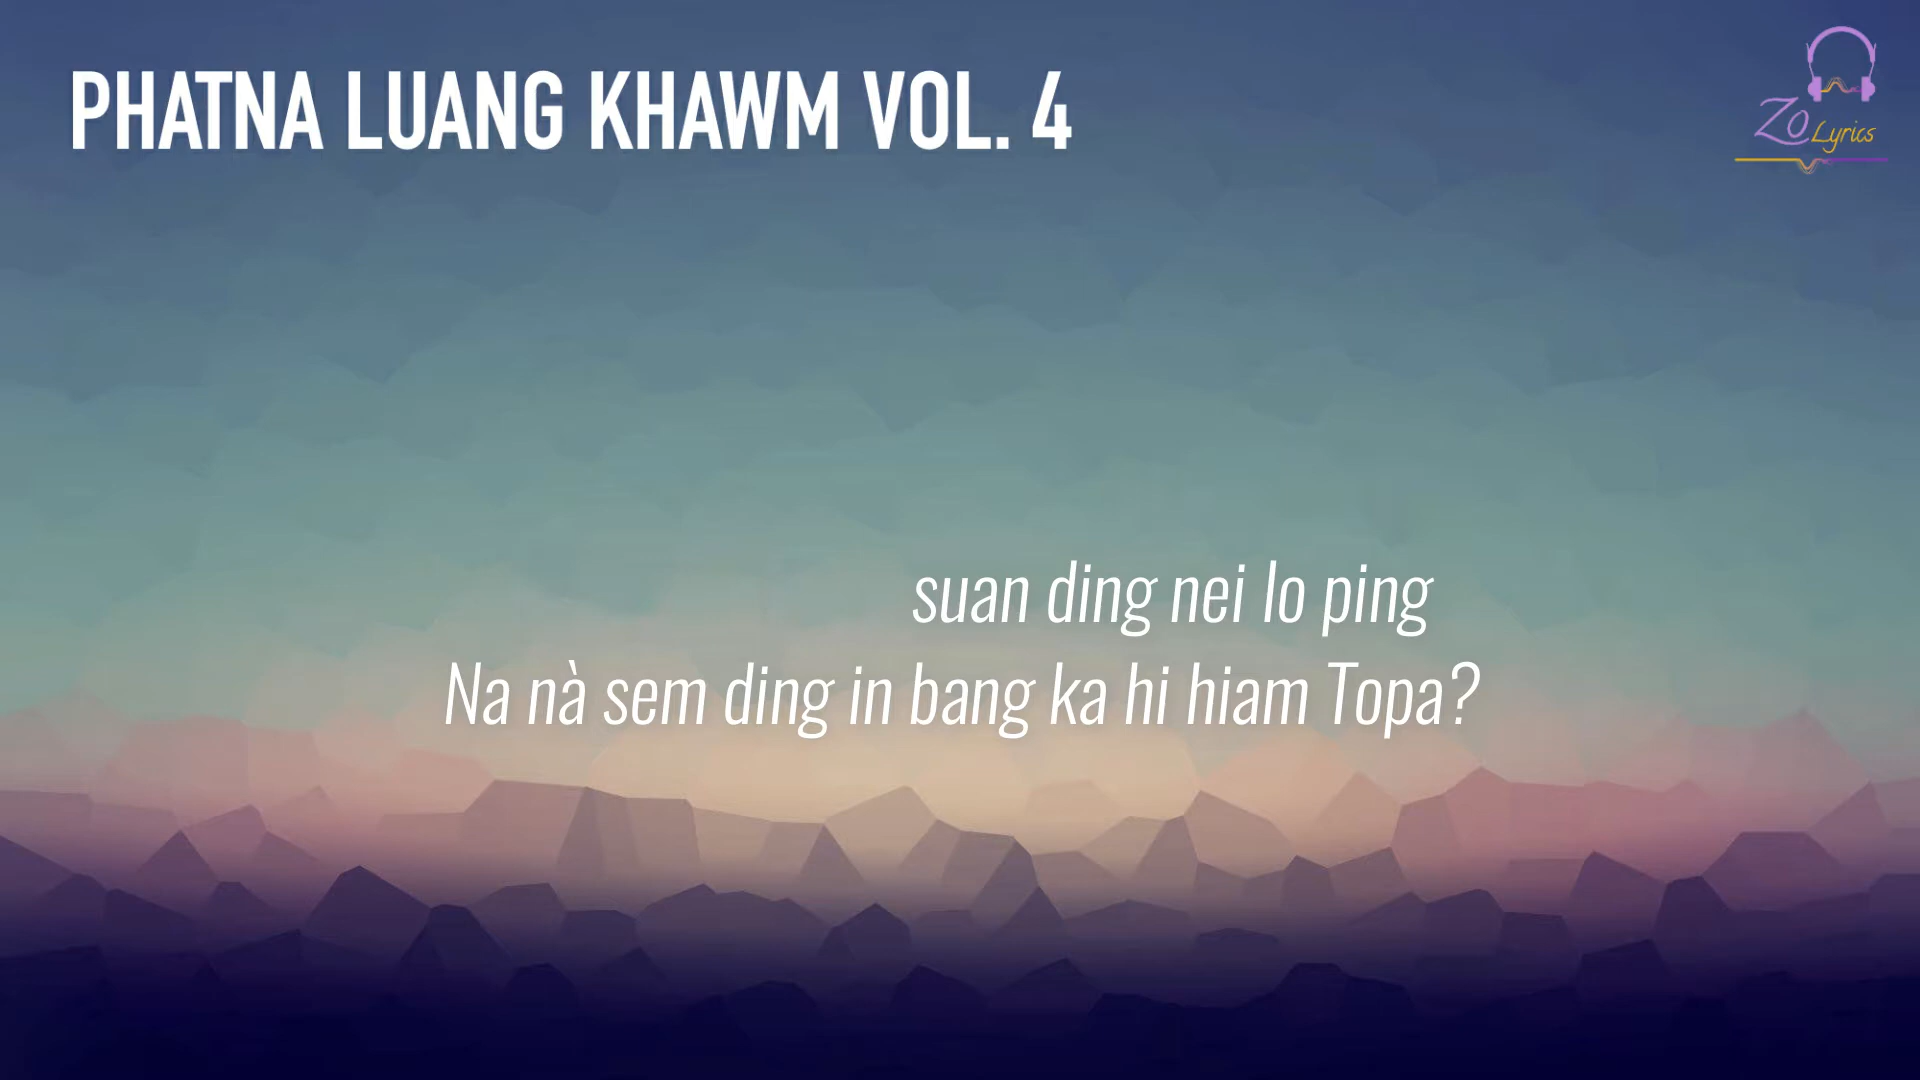 PHATNA LUANG KHAWM VOL. 4
Zo Lyrics
suan ding nei lo ping
Na nà sem ding in bang ka hi hiam Topa?